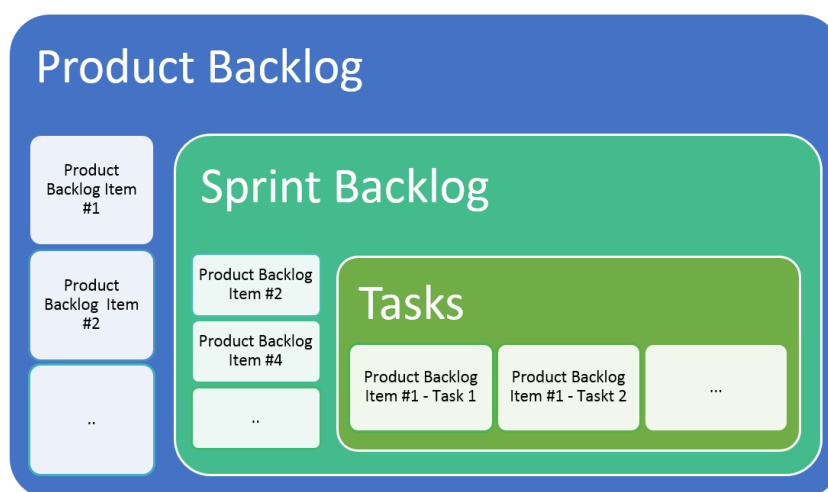 Product Backlog
Product
Backlog Item
#1
Product
Backlog Item
#2
..
Sprint Backlog
Product Backlog
Item #2
Product Backlog
Item #4
..
Tasks
Product Backlog
Item #1 - Task 1
Product Backlog
Item #1 - Taskt 2
...